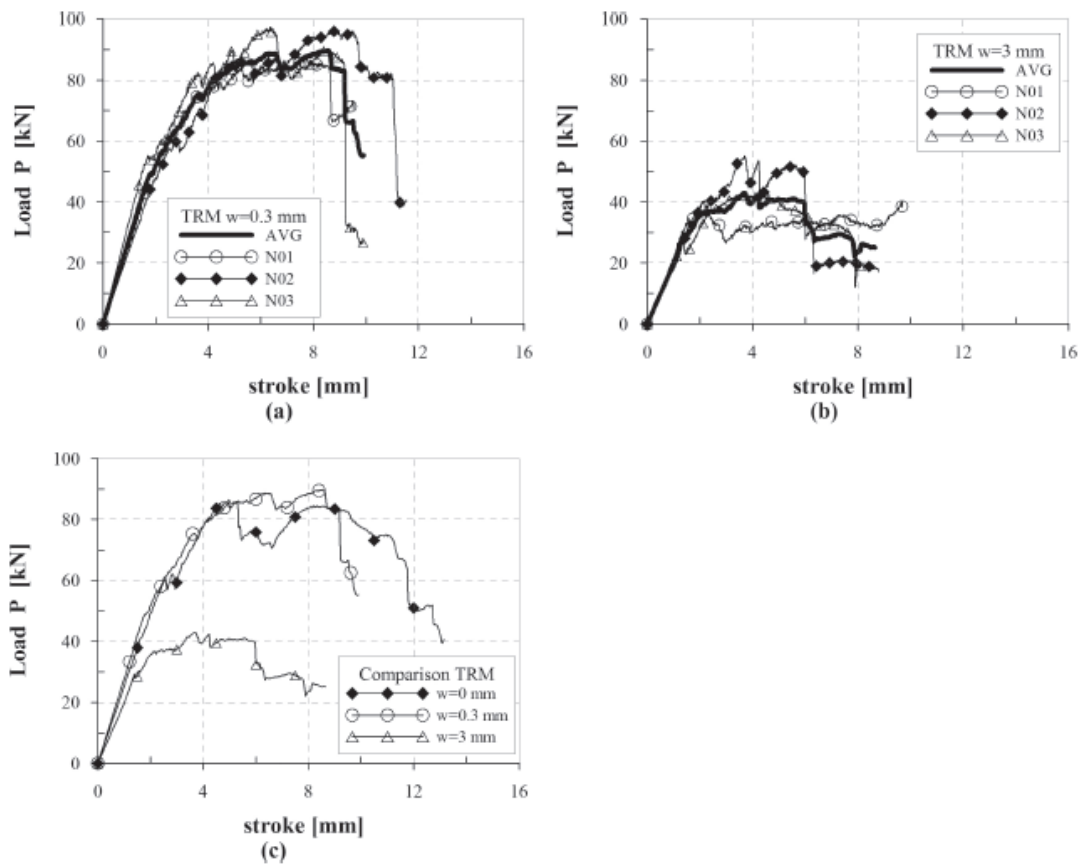 100
80
60
40
20
0
Load P [kN]
TRM w=0.3 mm
AVG
N01
N02
N03
0 4 8 12 16
stroke [mm]
(a)
100
80
60
40
20
0
Load P [kN]
TRM w=3 mm
AVG
N01
N02
N03
0 4 8 12 16
stroke [mm]
(b)
100
80
60
40
20
0
Load P [kN]
Comparison TRM
w=0 mm
w=0.3 mm
w=3 mm
0 4 8 12 16
stroke [mm]
(c)